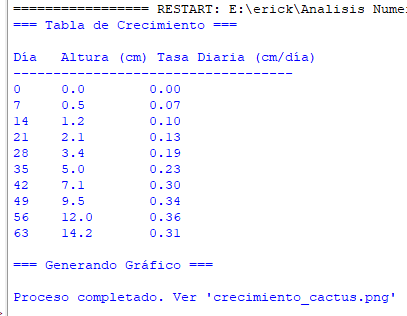 ================= RESTART: E:\erick\Analisis Nume
=== Tabla de Crecimiento ===
Día   Altura (cm) Tasa Diaria (cm/día)
-----------------------------------
0     0.0        0.00
7     0.5        0.07
14    1.2        0.10
21    2.1        0.13
28    3.4        0.19
35    5.0        0.23
42    7.1        0.30
49    9.5        0.34
56    12.0       0.36
63    14.2       0.31
=== Generando Gráfico ===
Proceso completado. Ver 'crecimiento_cactus.png'